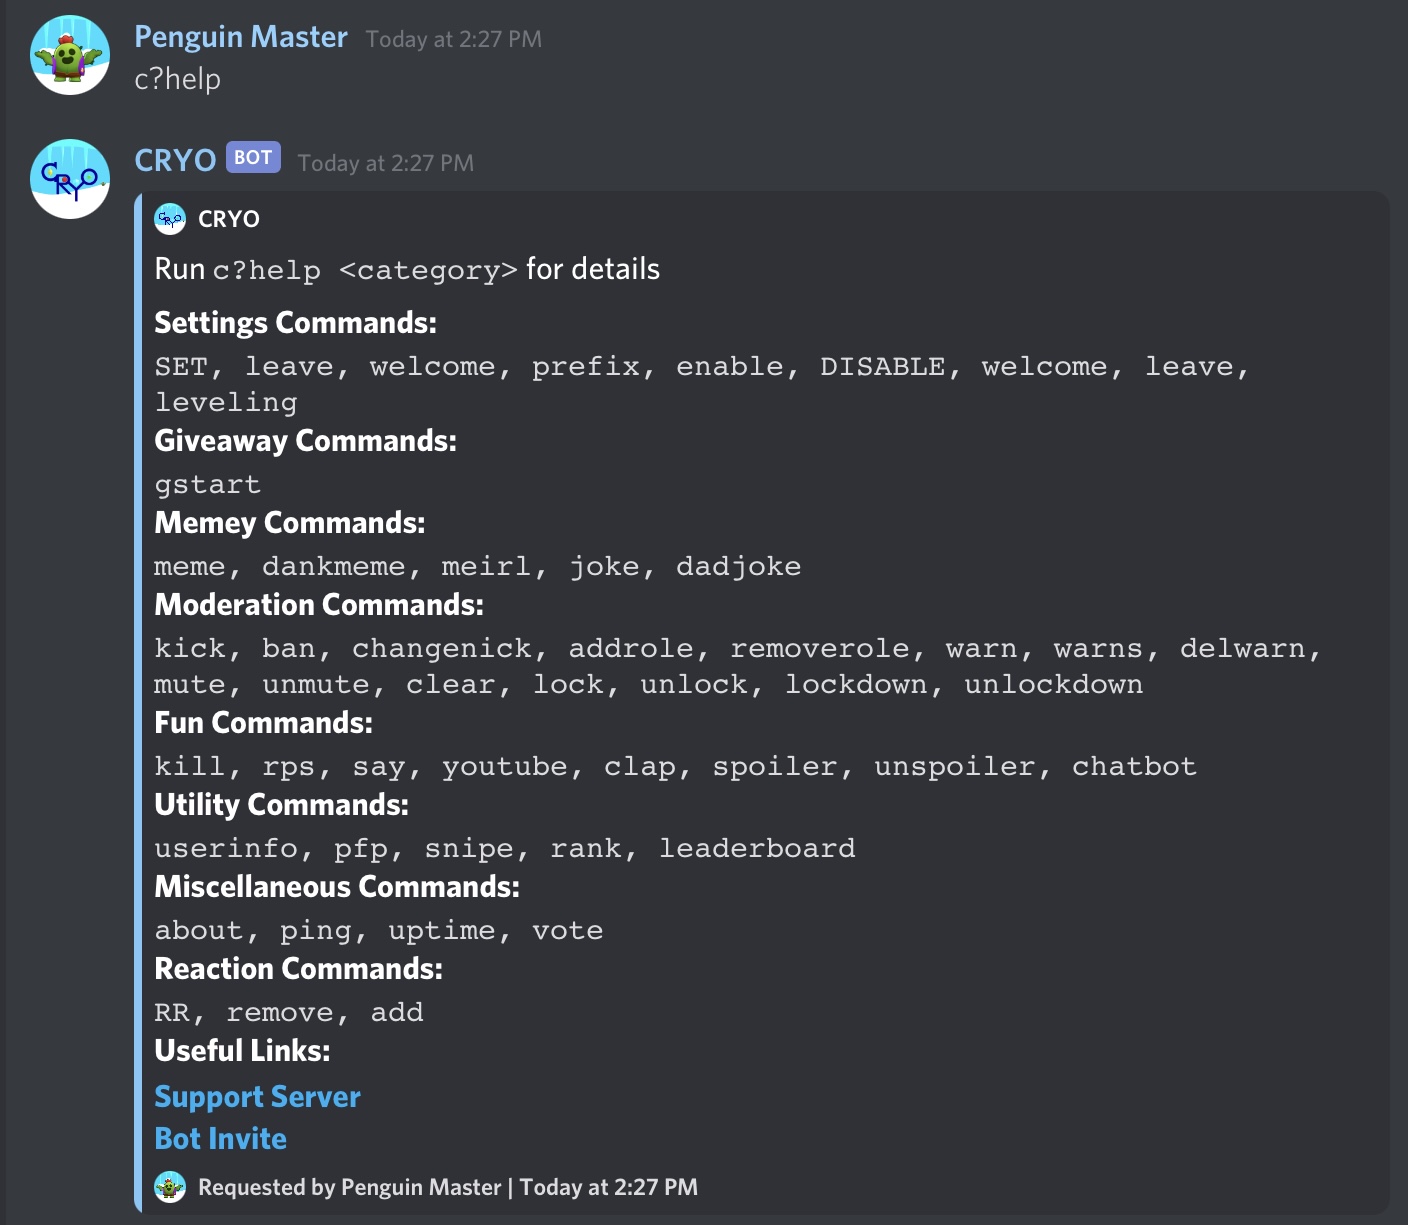 Penguin Master Today at 2:27 PM
c?help
CRYO
CRYO BOT Today at 2:27 PM
CRYO CRYO
Run c?help <category> for details
Settings Commands:
SET, leave, welcome, prefix, enable, DISABLE, welcome, leave,
leveling
Giveaway Commands:
gstart
Memey Commands:
meme, dankmeme, meirl, joke, dadjoke
Moderation Commands:
kick, ban, changenick, addrole, removerole, warn, warns, delwarn,
mute, unmute, clear, lock, unlock, lockdown, unlockdown
Fun Commands:
kill, rps, say, youtube, clap, spoiler, unspoiler, chatbot
Utility Commands:
userinfo, pfp, snipe, rank, leaderboard
Miscellaneous Commands:
about, ping, uptime, vote
Reaction Commands:
RR, remove, add
Useful Links:
Support Server
Bot Invite
Requested by Penguin Master | Today at 2:27 PM